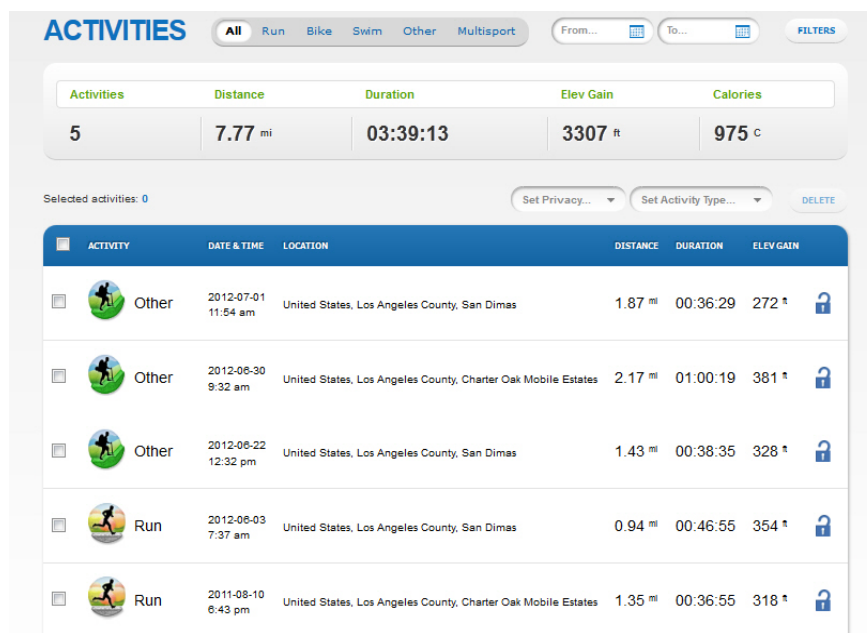 ACTIVITIES All Run Bike Swim Other Multisport From... To... FILTERS
Activities Distance Duration Elev Gain Calories
5 7.77 mi 03:39:13 3307 ft 975 C
Selected activities: 0 Set Privacy... Set Activity Type... DELETE
ACTIVITY DATE & TIME LOCATION DISTANCE DURATION ELEV GAIN
Other 2012-07-01 11:54 am United States, Los Angeles County, San Dimas 1.87 mi 00:36:29 272 ft
Other 2012-06-30 9:32 am United States, Los Angeles County, Charter Oak Mobile Estates 2.17 mi 01:00:19 381 ft
Other 2012-06-22 12:32 pm United States, Los Angeles County, San Dimas 1.43 mi 00:38:35 328 ft
Run 2012-06-03 7:37 am United States, Los Angeles County, San Dimas 0.94 mi 00:46:55 354 ft
Run 2011-08-10 6:43 pm United States, Los Angeles County, Charter Oak Mobile Estates 1.35 mi 00:36:55 318 ft